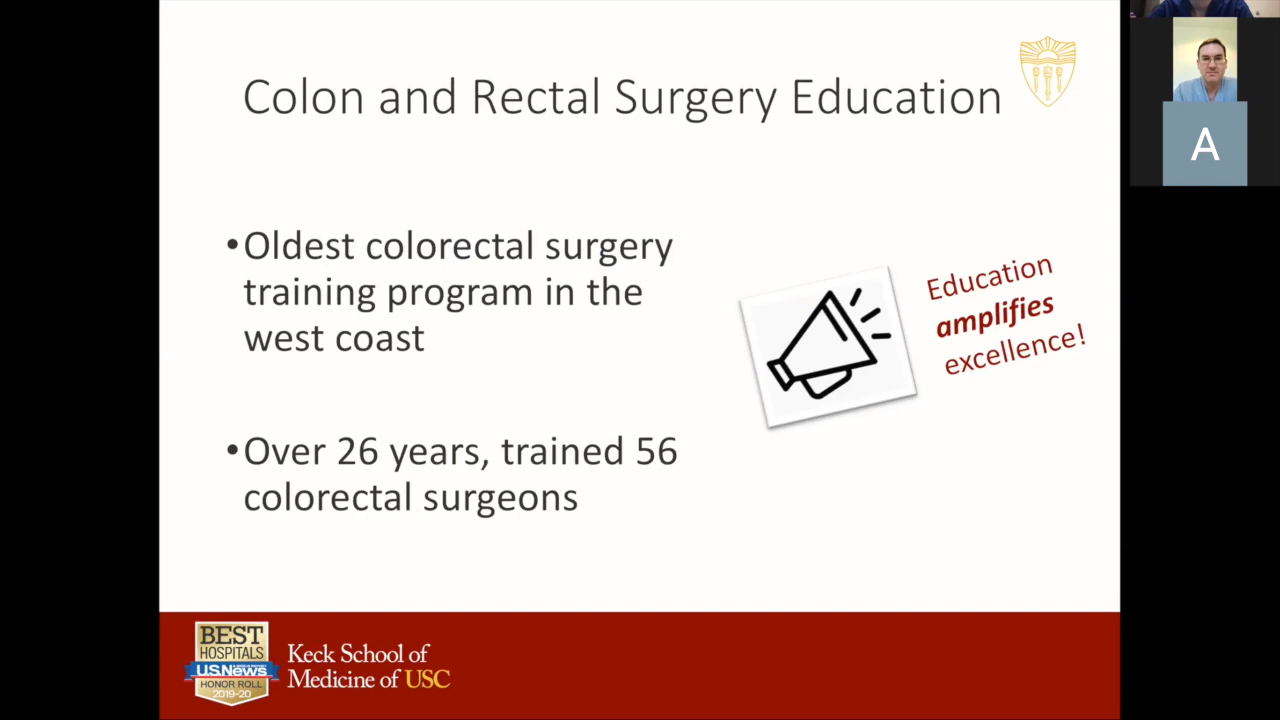 Colon and Rectal Surgery Education
•Oldest colorectal surgery
training program in the
west coast
•Over 26 years, trained 56
colorectal surgeons
Education
amplifies
excellence!
BEST
HOSPITALS
U.S.News
HONOR ROLL
2019-20
Keck School of
Medicine of USC
A